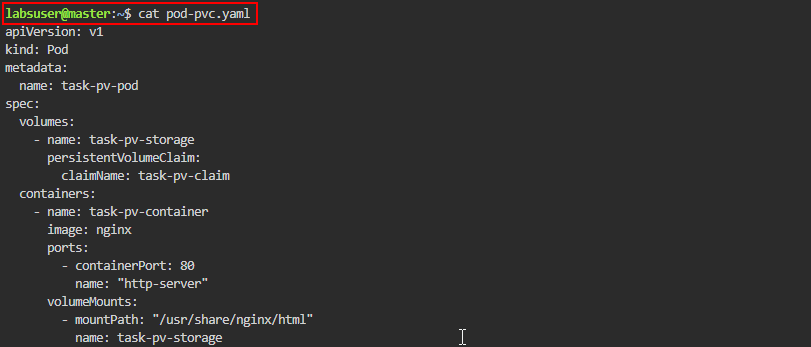 labsuser@master:~$ cat pod-pvc.yaml
apiVersion: v1
kind: Pod
metadata:
  name: task-pv-pod
spec:
  volumes:
    - name: task-pv-storage
      persistentVolumeClaim:
        claimName: task-pv-claim
  containers:
    - name: task-pv-container
      image: nginx
      ports:
        - containerPort: 80
          name: "http-server"
      volumeMounts:
        - mountPath: "/usr/share/nginx/html"
          name: task-pv-storage